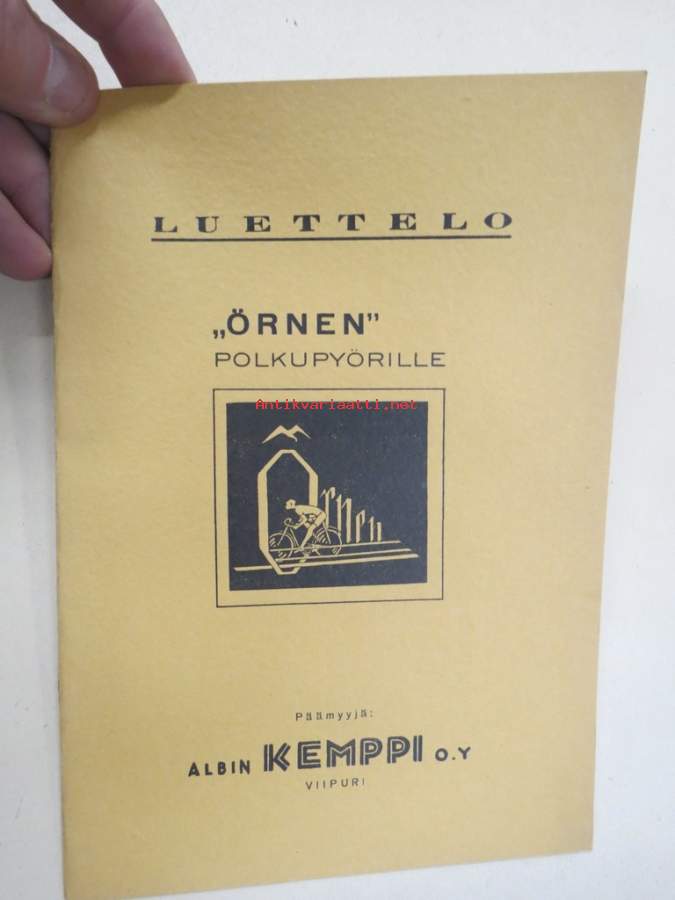 LUETTELO
„ÖRNEN”
POLKUPYÖRILLE
Antikvariaatti.net
Örnen
Päämyyjä:
ALBIN KEMPPI O.Y
VIIPURI